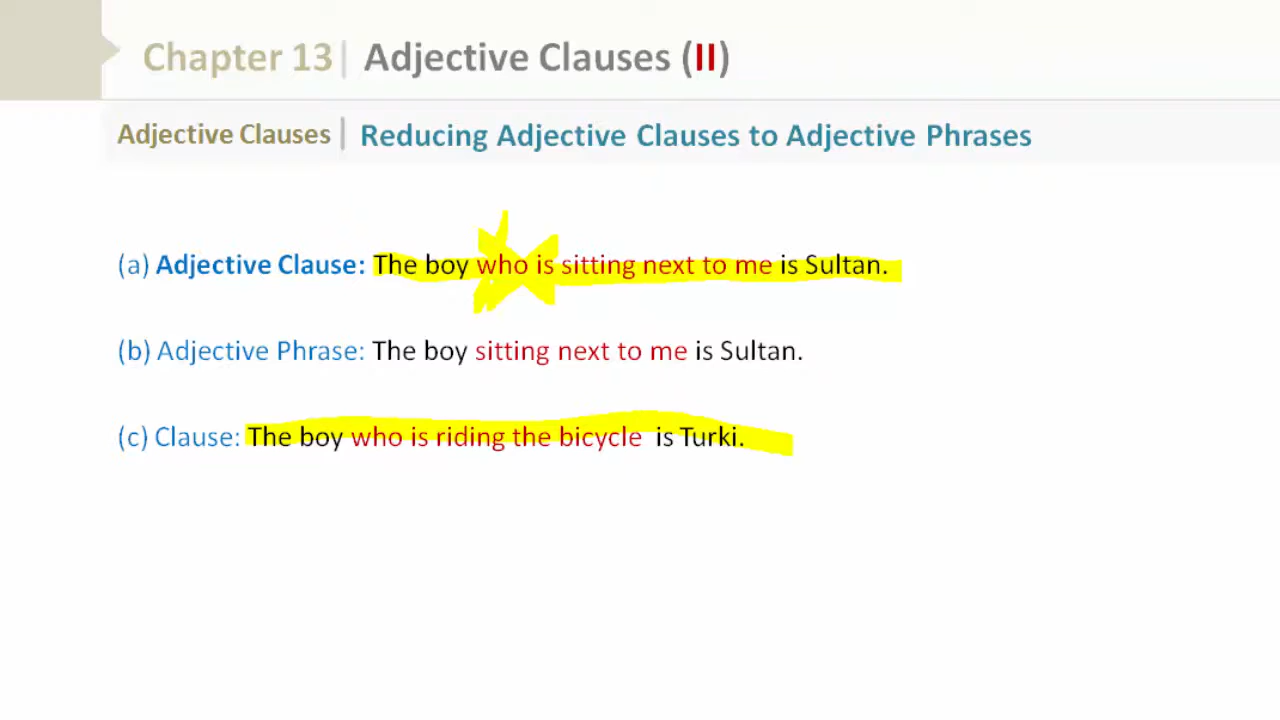 Chapter 13 | Adjective Clauses (II)
Adjective Clauses | Reducing Adjective Clauses to Adjective Phrases
(a) Adjective Clause: The boy who is sitting next to me is Sultan.
(b) Adjective Phrase: The boy sitting next to me is Sultan.
(c) Clause: The boy who is riding the bicycle is Turki.